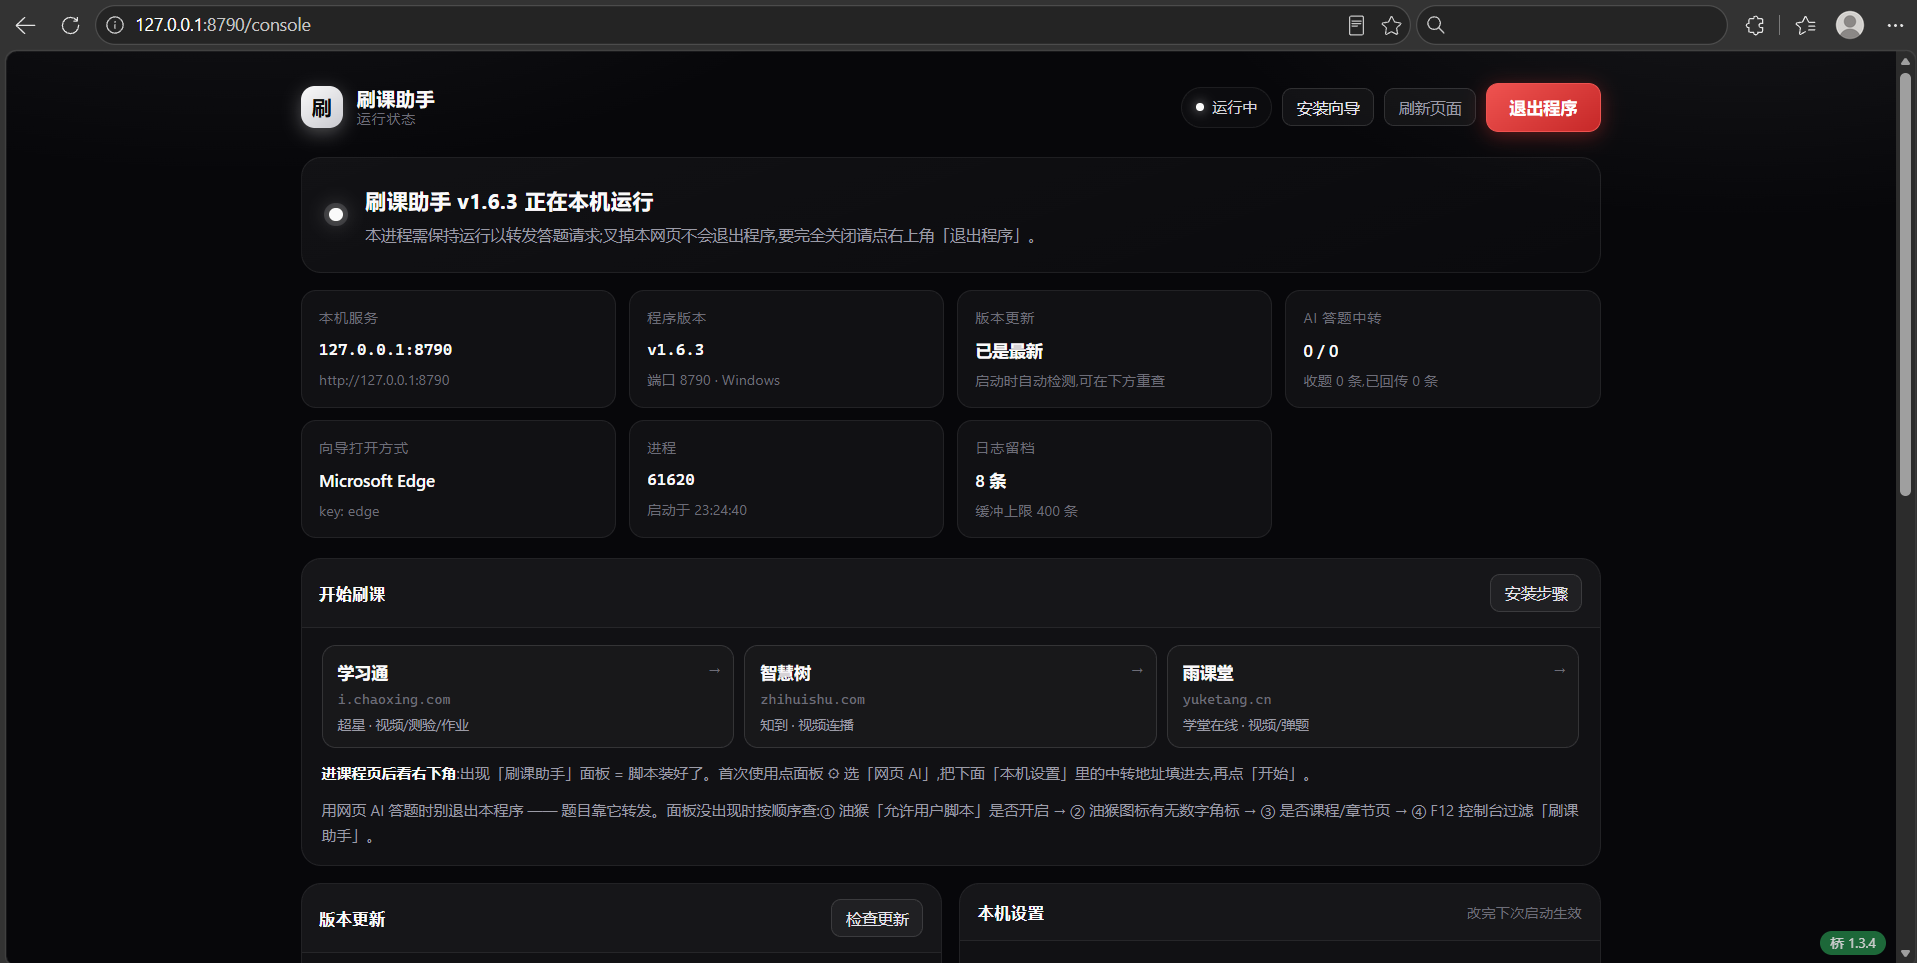 127.0.0.1:8790/console
刷
刷课助手
运行状态
运行中
安装向导
刷新页面
退出程序
刷课助手 v1.6.3 正在本机运行
本进程需保持运行以转发答题请求;叉掉本网页不会退出程序,要完全关闭请点右上角「退出程序」。
本机服务
127.0.0.1:8790
http://127.0.0.1:8790
程序版本
v1.6.3
端口 8790 · Windows
版本更新
已是最新
启动时自动检测,可在下方重查
AI 答题中转
0 / 0
收题 0 条,已回传 0 条
向导打开方式
Microsoft Edge
key: edge
进程
61620
启动于 23:24:40
日志留档
8 条
缓冲上限 400 条
开始刷课
安装步骤
学习通 →
i.chaoxing.com
超星 · 视频/测验/作业
智慧树 →
zhihuishu.com
知到 · 视频连播
雨课堂 →
yuketang.cn
学堂在线 · 视频/弹题
进课程页后看右下角:出现「刷课助手」面板 = 脚本装好了。首次使用点面板 ⚙ 选「网页 AI」,把下面「本机设置」里的中转地址填进去,再点「开始」。
用网页 AI 答题时别退出本程序 —— 题目靠它转发。面板没出现时按顺序查:① 油猴「允许用户脚本」是否开启 → ② 油猴图标有无数字角标 → ③ 是否课程/章节页 → ④ F12 控制台过滤「刷课
助手」。
版本更新
检查更新
本机设置
改完下次启动生效
桥 1.3.4